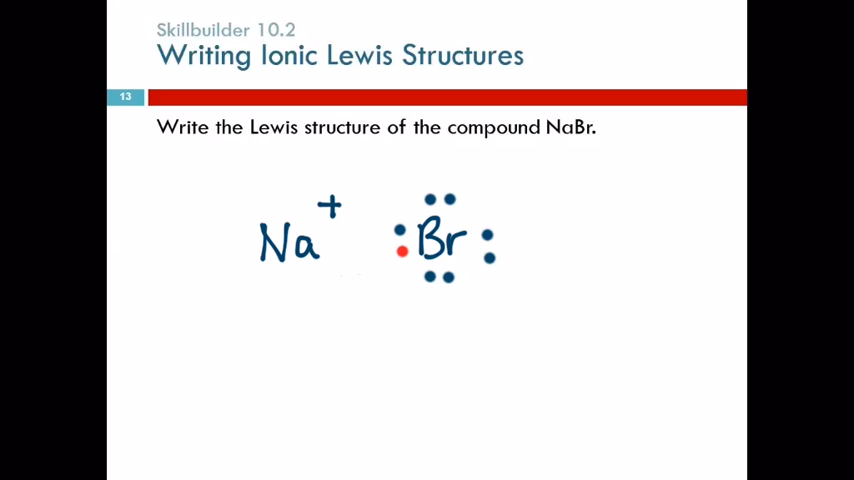 Skillbuilder 10.2
Writing Ionic Lewis Structures
13
Write the Lewis structure of the compound NaBr.
Na+ Br